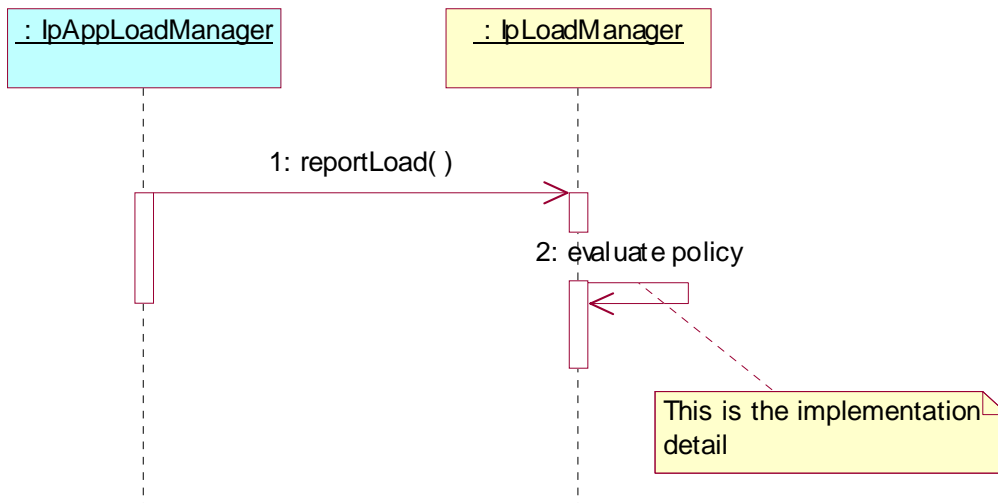 : IpAppLoadManager
: IpLoadManager
1: reportLoad( )
2: evaluate policy
This is the implementation
detail